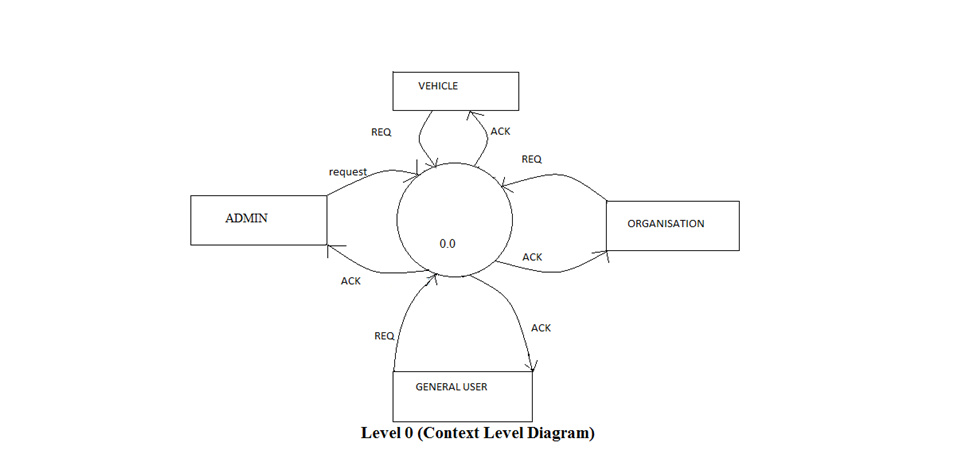 VEHICLE
REQ
ACK
REQ
request
ADMIN
ORGANISATION
0.0
ACK
ACK
REQ
ACK
GENERAL USER
Level 0 (Context Level Diagram)